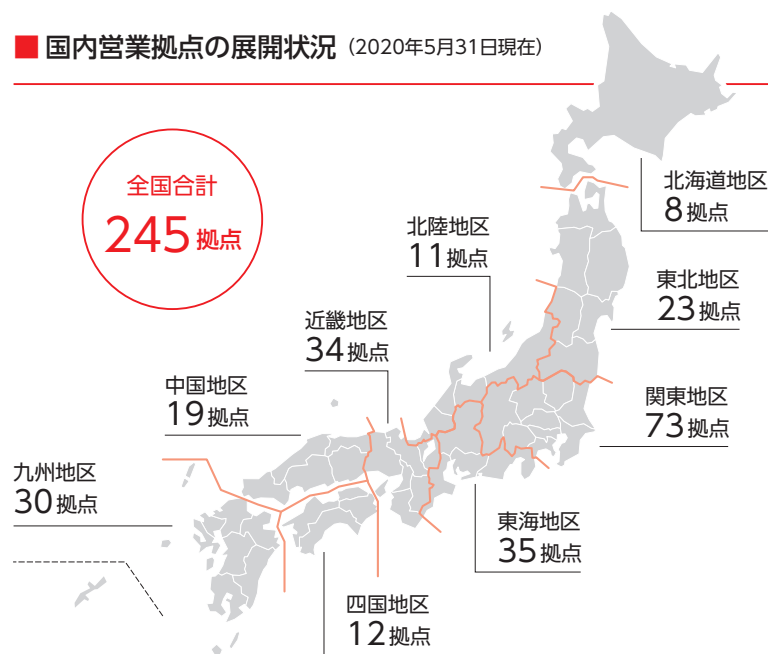 ■ 国内営業拠点の展開状況（2020年5月31日現在）
全国合計
245拠点
北海道地区
8拠点
北陸地区
11拠点
東北地区
23拠点
近畿地区
34拠点
中国地区
19拠点
関東地区
73拠点
九州地区
30拠点
東海地区
35拠点
四国地区
12拠点